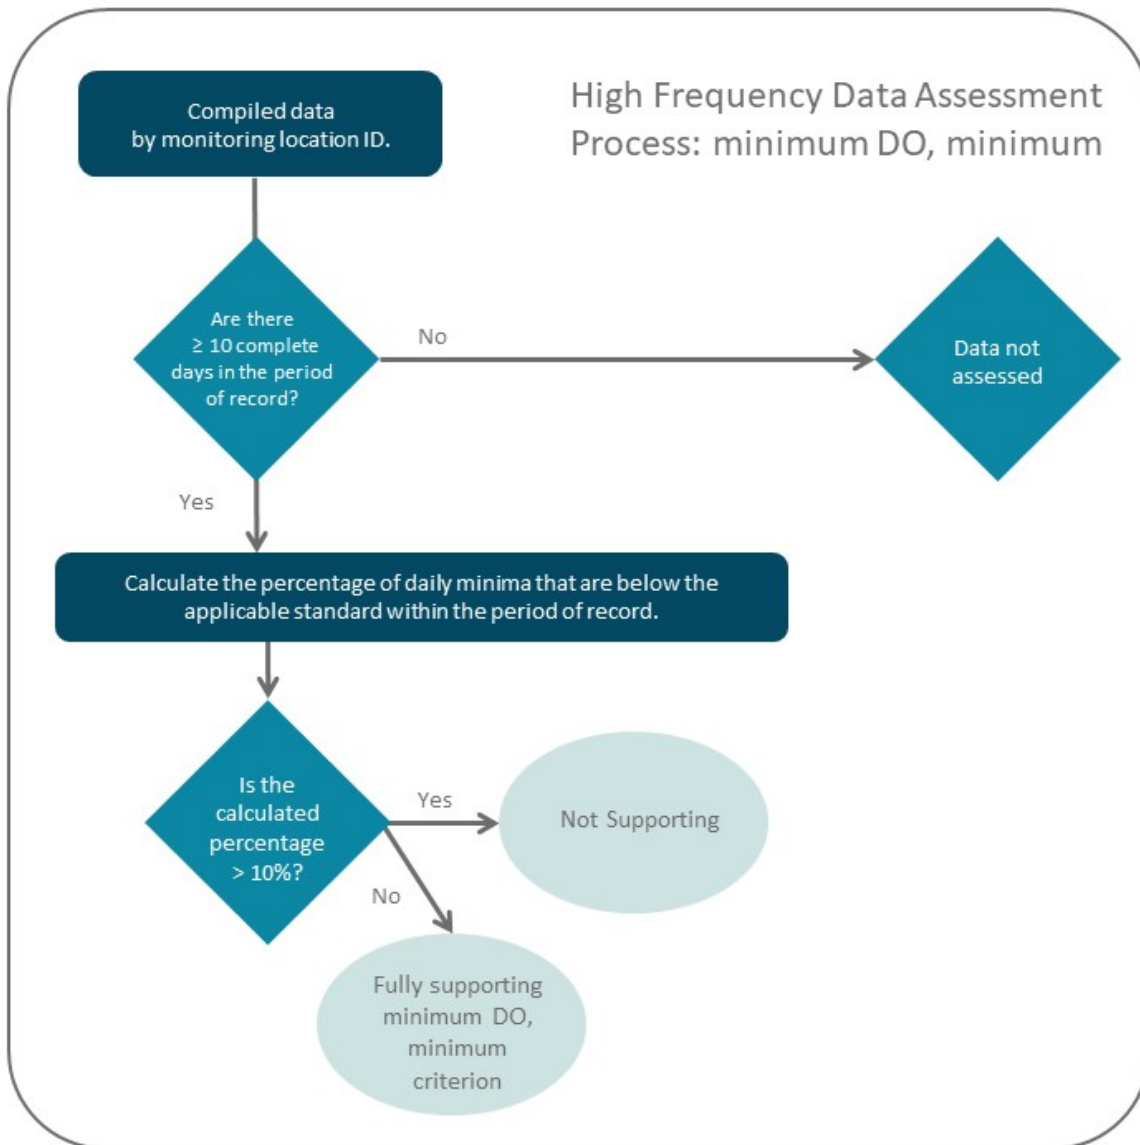 High Frequency Data Assessment
Process: minimum DO, minimum
Compiled data
by monitoring location ID.
Are there
≥ 10 complete
days in the period
of record?
No
Data not
assessed
Yes
Calculate the percentage of daily minima that are below the
applicable standard within the period of record.
Is the
calculated
percentage
> 10%?
Yes
Not Supporting
No
Fully supporting
minimum DO,
minimum
criterion